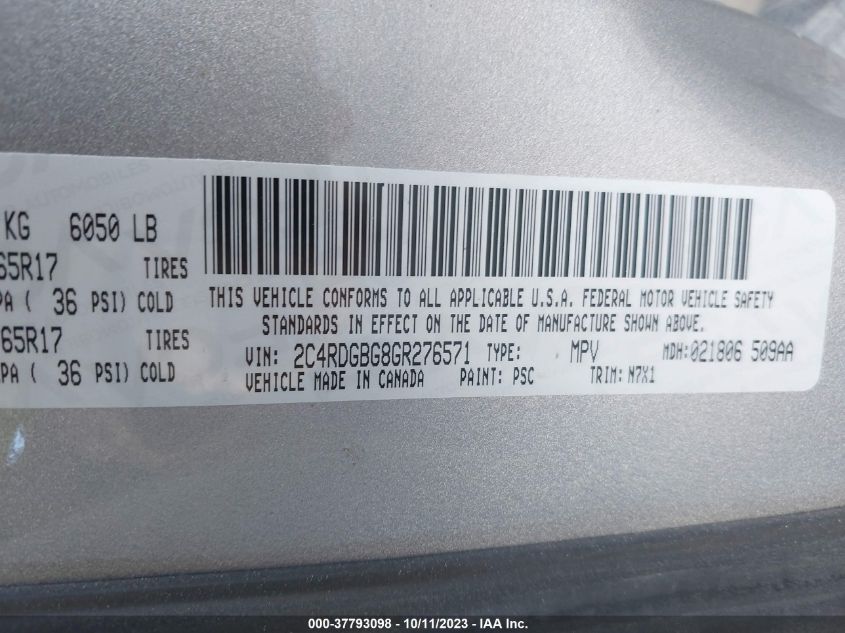 KG 6050 LB
65R17 TIRES
PA ( 36 PSI) COLD
65R17 TIRES
PA ( 36 PSI) COLD
THIS VEHICLE CONFORMS TO ALL APPLICABLE U.S.A. FEDERAL MOTOR VEHICLE SAFETY
STANDARDS IN EFFECT ON THE DATE OF MANUFACTURE SHOWN ABOVE.
VIN: 2C4RDGBG8GR276571 TYPE: MPV MDH:021806 509AA
VEHICLE MADE IN CANADA PAINT: PSC TRIM: N7X1
000-37793098 - 10/11/2023 - IAA Inc.